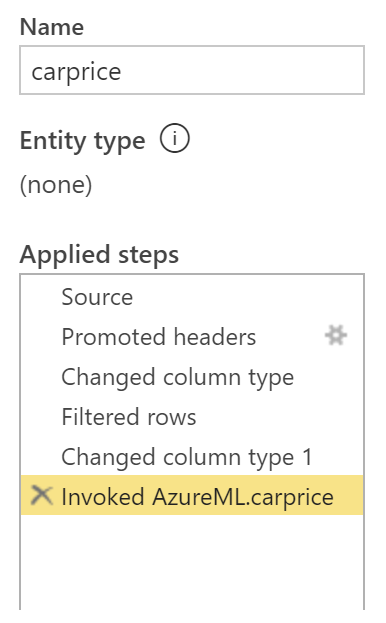 Name
carprice
Entity type
(none)
Applied steps
Source
Promoted headers
Changed column type
Filtered rows
Changed column type 1
Invoked AzureML.carprice